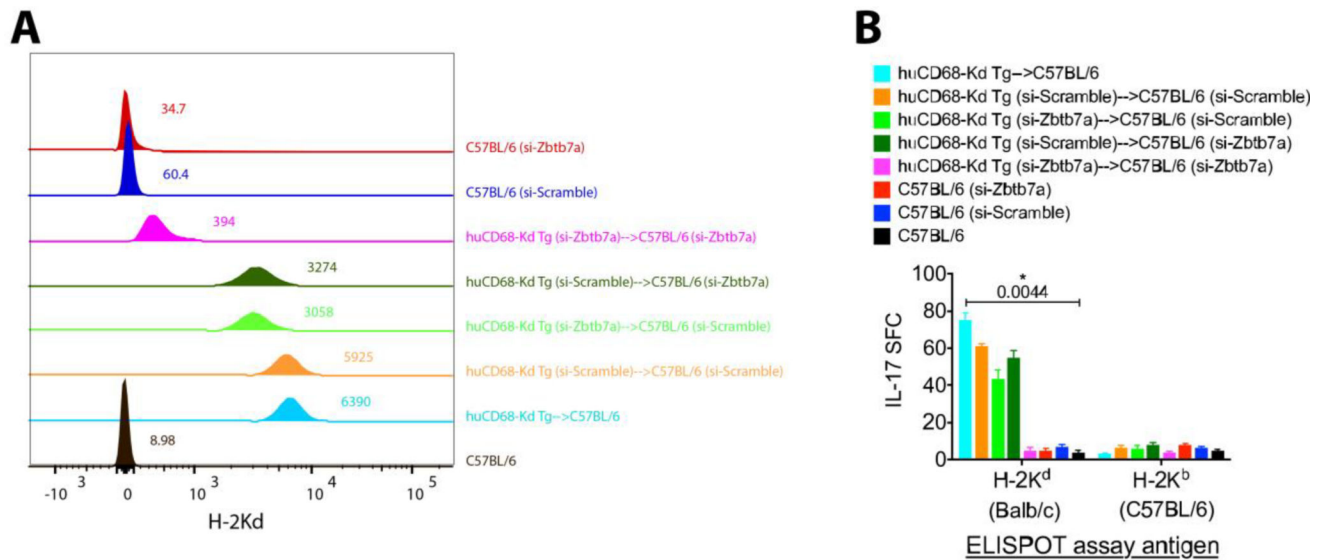 A
34.7
C57BL/6 (si-Zbtb7a)
60.4
C57BL/6 (si-Scramble)
394
huCD68-Kd Tg (si-Zbtb7a)-->C57BL/6 (si-Zbtb7a)
3274
huCD68-Kd Tg (si-Scramble)-->C57BL/6 (si-Zbtb7a)
3058
huCD68-Kd Tg (si-Zbtb7a)-->C57BL/6 (si-Scramble)
5925
huCD68-Kd Tg (si-Scramble)-->C57BL/6 (si-Scramble)
6390
huCD68-Kd Tg-->C57BL/6
8.98
C57BL/6
-10 3 0 10 3 10 4 10 5
H-2Kd
B
huCD68-Kd Tg-->C57BL/6
huCD68-Kd Tg (si-Scramble)-->C57BL/6 (si-Scramble)
huCD68-Kd Tg (si-Zbtb7a)-->C57BL/6 (si-Scramble)
huCD68-Kd Tg (si-Scramble)-->C57BL/6 (si-Zbtb7a)
huCD68-Kd Tg (si-Zbtb7a)-->C57BL/6 (si-Zbtb7a)
C57BL/6 (si-Zbtb7a)
C57BL/6 (si-Scramble)
C57BL/6
100
80
60
40
20
0
IL-17 SFC
*
0.0044
H-2Kd H-2Kb
(Balb/c) (C57BL/6)
ELISPOT assay antigen